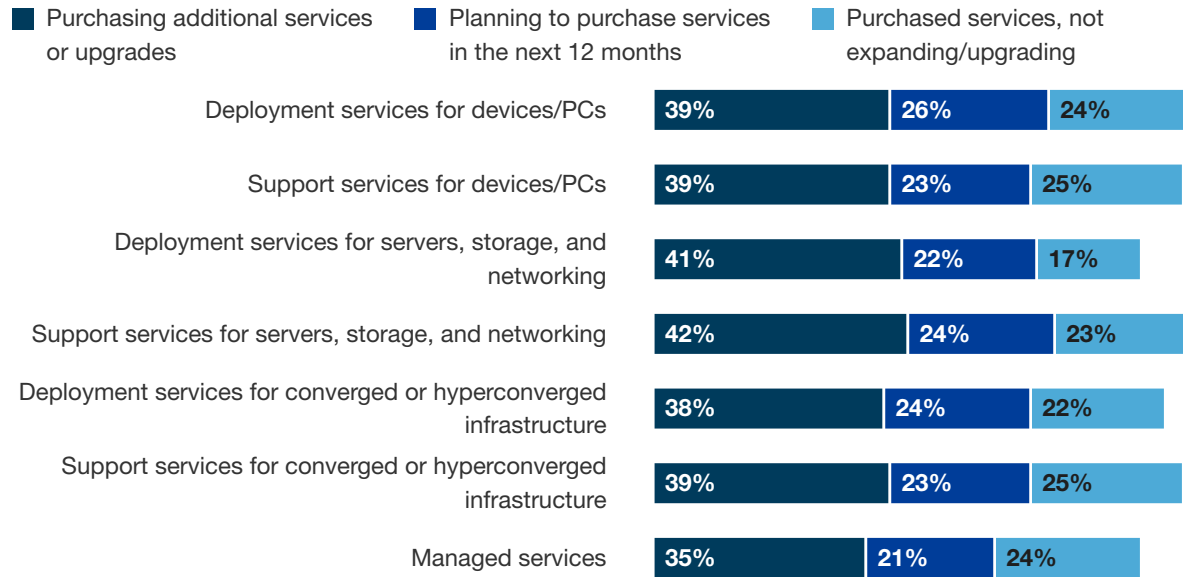 Purchasing additional services
or upgrades
Planning to purchase services
in the next 12 months
Purchased services, not
expanding/upgrading
Deployment services for devices/PCs
39% 26% 24%
Support services for devices/PCs
39% 23% 25%
Deployment services for servers, storage, and
networking
41% 22% 17%
Support services for servers, storage, and networking
42% 24% 23%
Deployment services for converged or hyperconverged
infrastructure
38% 24% 22%
Support services for converged or hyperconverged
infrastructure
39% 23% 25%
Managed services
35% 21% 24%